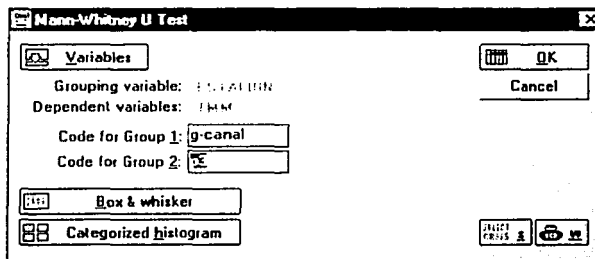 Mann-Whitney U Test
Variables
OK
Cancel
Grouping variable:
Dependent variables:
Code for Group 1: g-canal
Code for Group 2:
Box & whisker
Categorized histogram